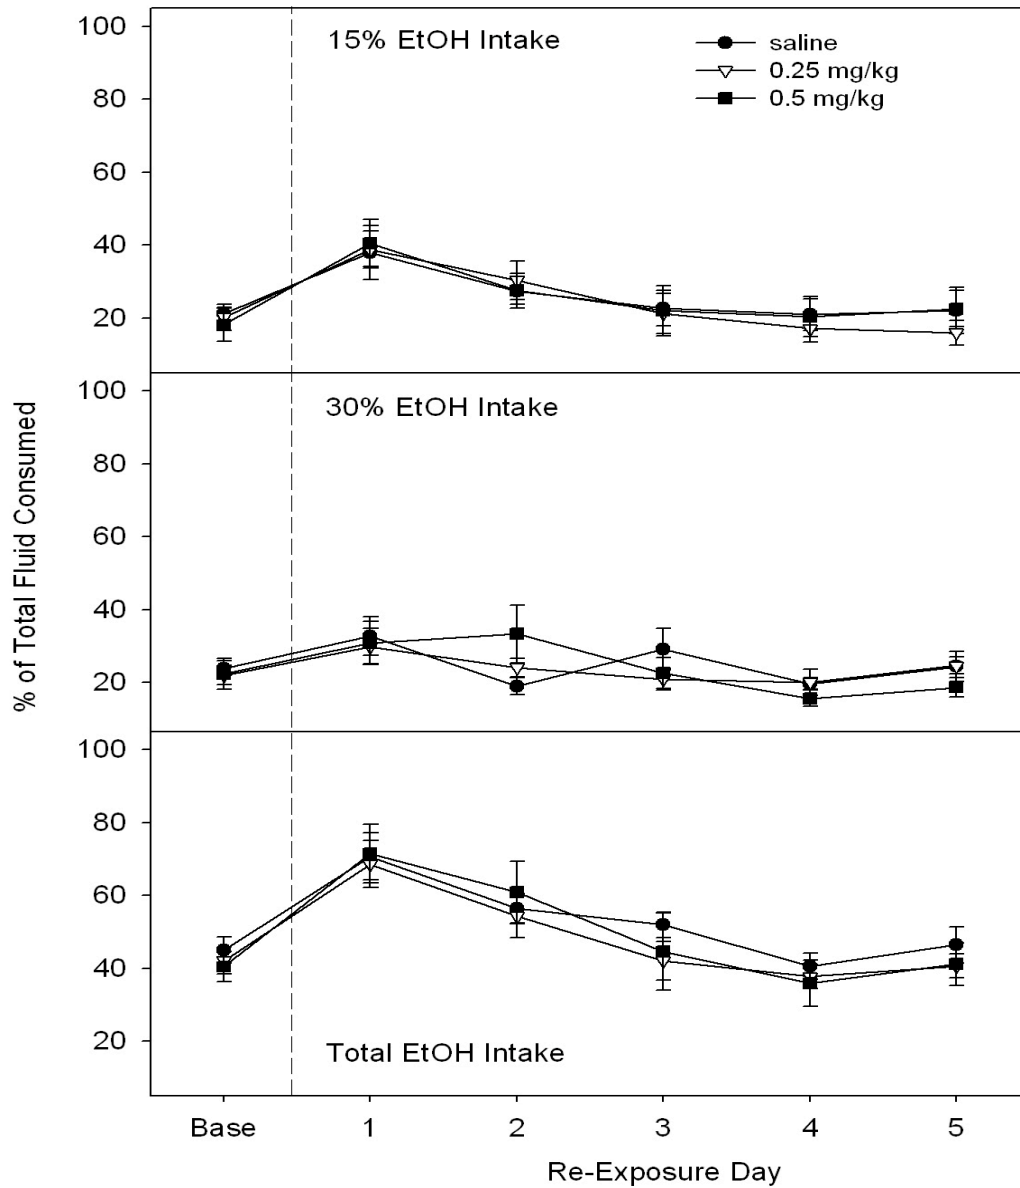 100
80
60
40
20
15% EtOH Intake
saline
0.25 mg/kg
0.5 mg/kg
100
80
60
40
20
30% EtOH Intake
% of Total Fluid Consumed
100
80
60
40
20
Total EtOH Intake
Base 1 2 3 4 5
Re-Exposure Day